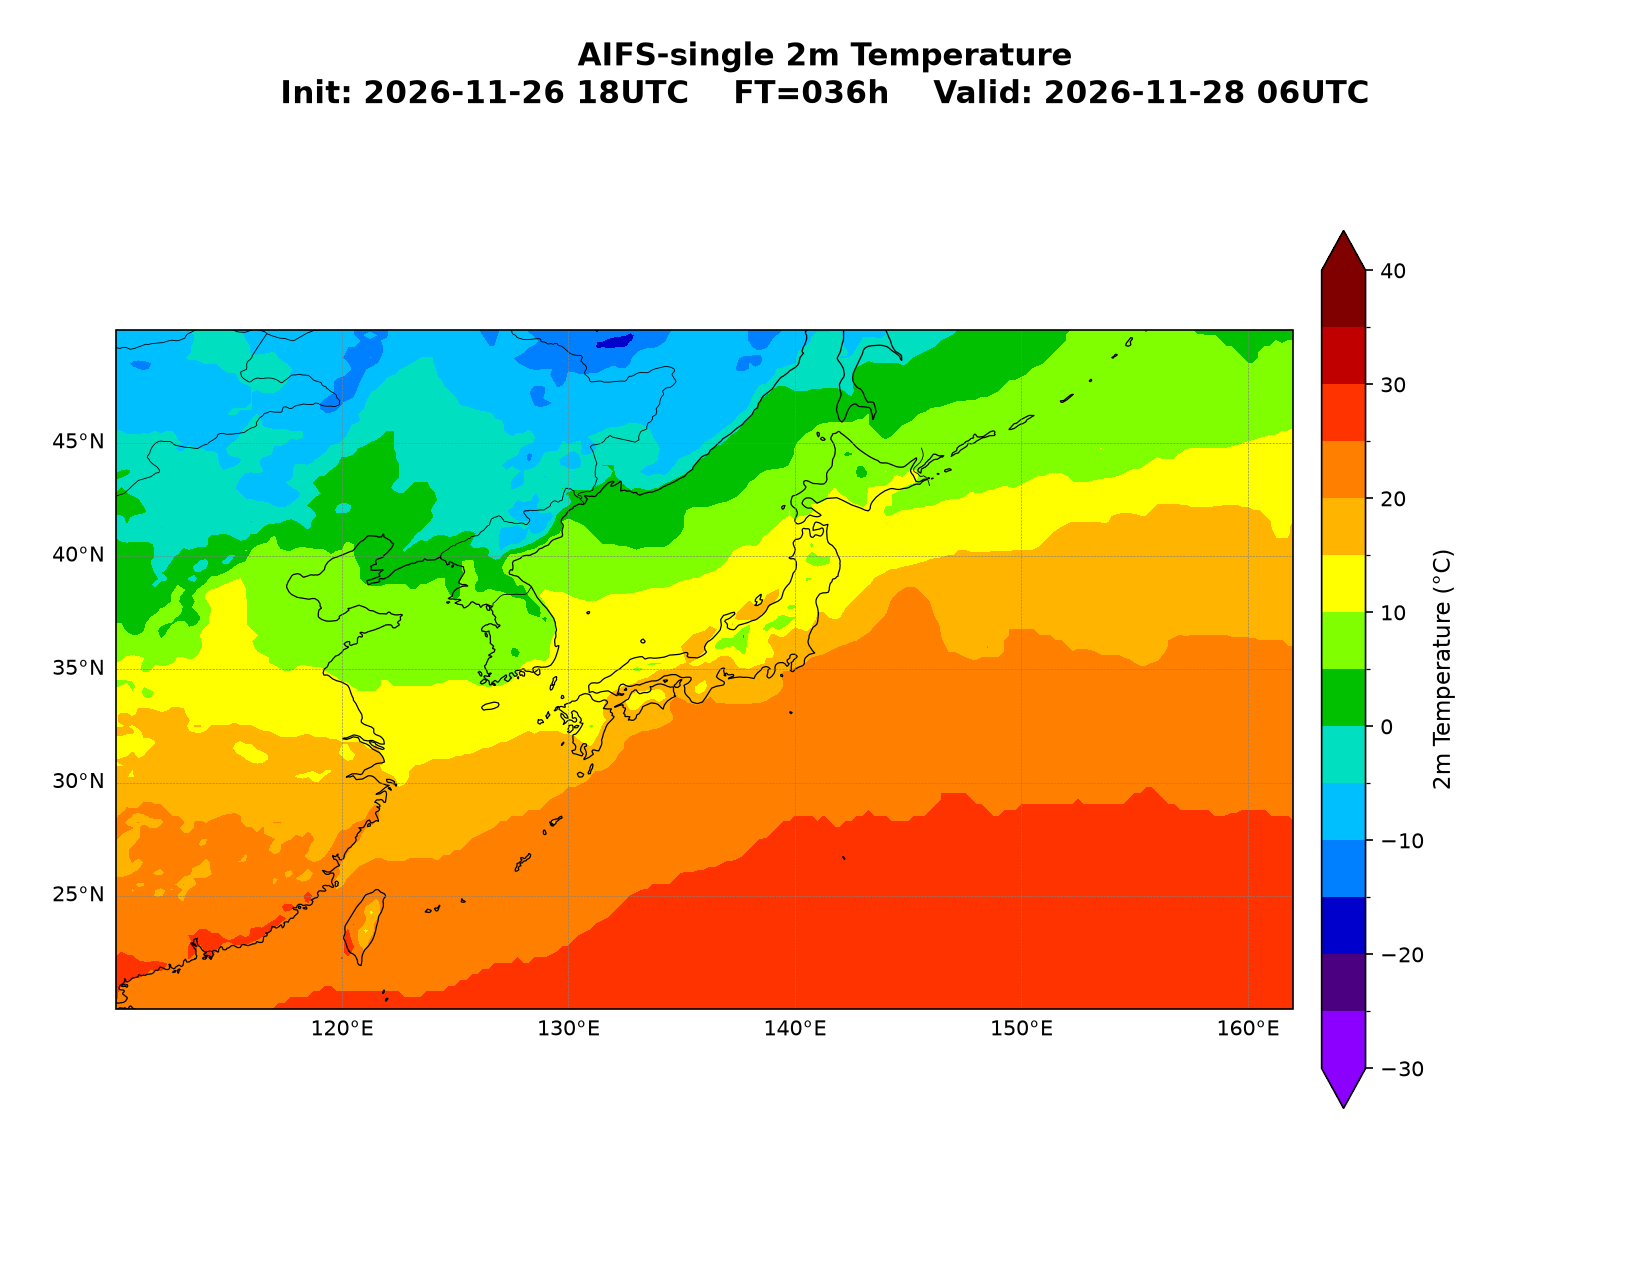 AIFS-single 2m Temperature
Init: 2026-11-26 18UTC    FT=036h    Valid: 2026-11-28 06UTC
45°N
40°N
35°N
30°N
25°N
120°E
130°E
140°E
150°E
160°E
40
30
20
10
0
−10
−20
−30
2m Temperature (°C)